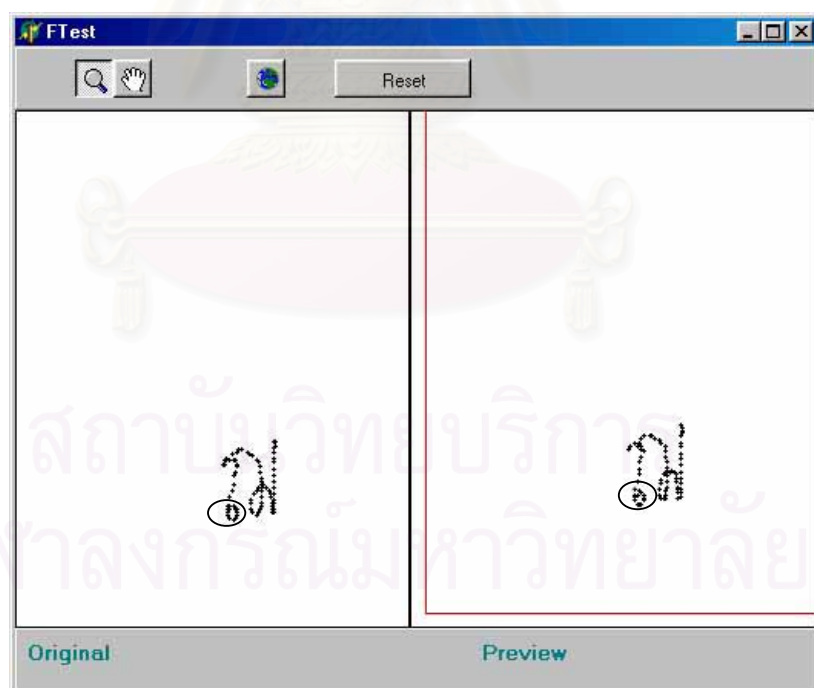 FTest
Reset
สถาบันวิทยบริการ
ฬาลงกรณ์มหาวิทยาลัย
Original
Preview